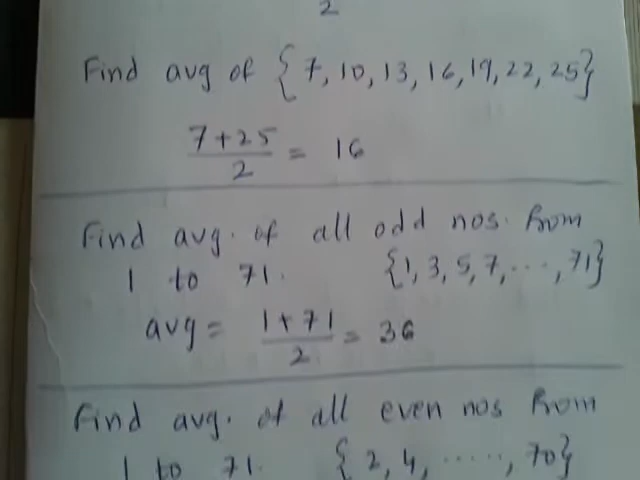 2
Find avg of {7, 10, 13, 16, 19, 22, 25}
7+25
2
= 16
Find avg. of all odd nos. from
1 to 71. {1, 3, 5, 7, ..., 71}
avg = 1+71
2
= 36
Find avg. of all even nos from
1 to 71. { 2, 4, ....., 70}